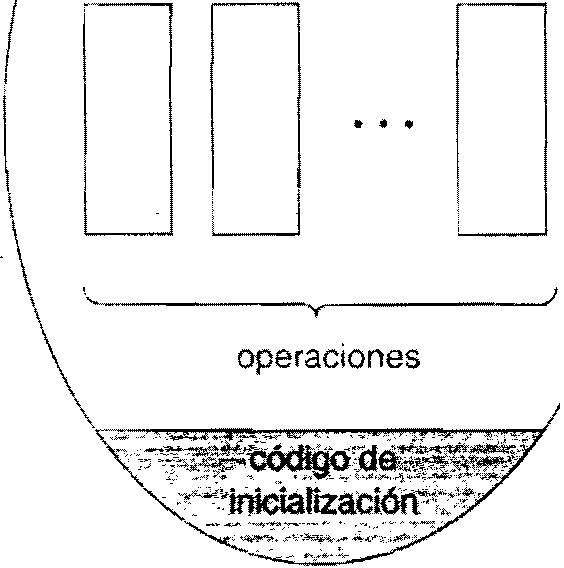 • • •
operaciones
código de
inicialización